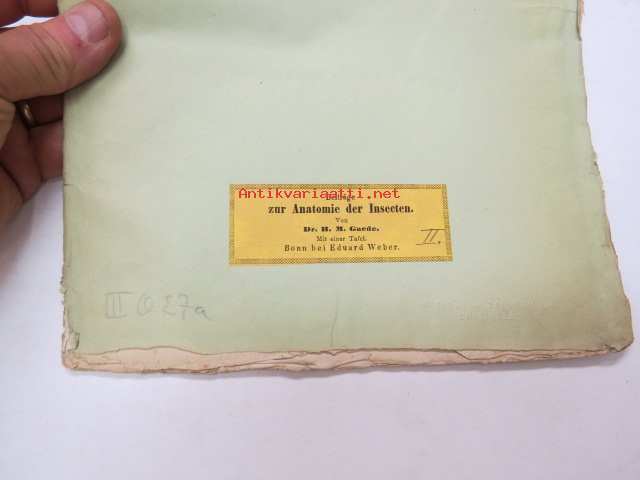 Antikvariaatti.net
Beiträge
zur Anatomie der Insecten.
Von
Dr. H. M. Gaede.
Mit einer Tafel.
Bonn bei Eduard Weber.
II.
III O 27a